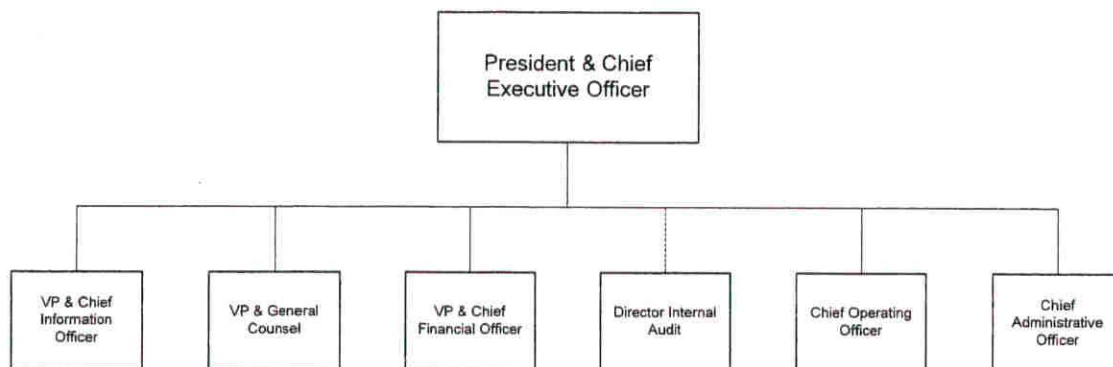 President & Chief
Executive Officer
VP & Chief
Information
Officer
VP & General
Counsel
VP & Chief
Financial Officer
Director Internal
Audit
Chief Operating
Officer
Chief
Administrative
Officer